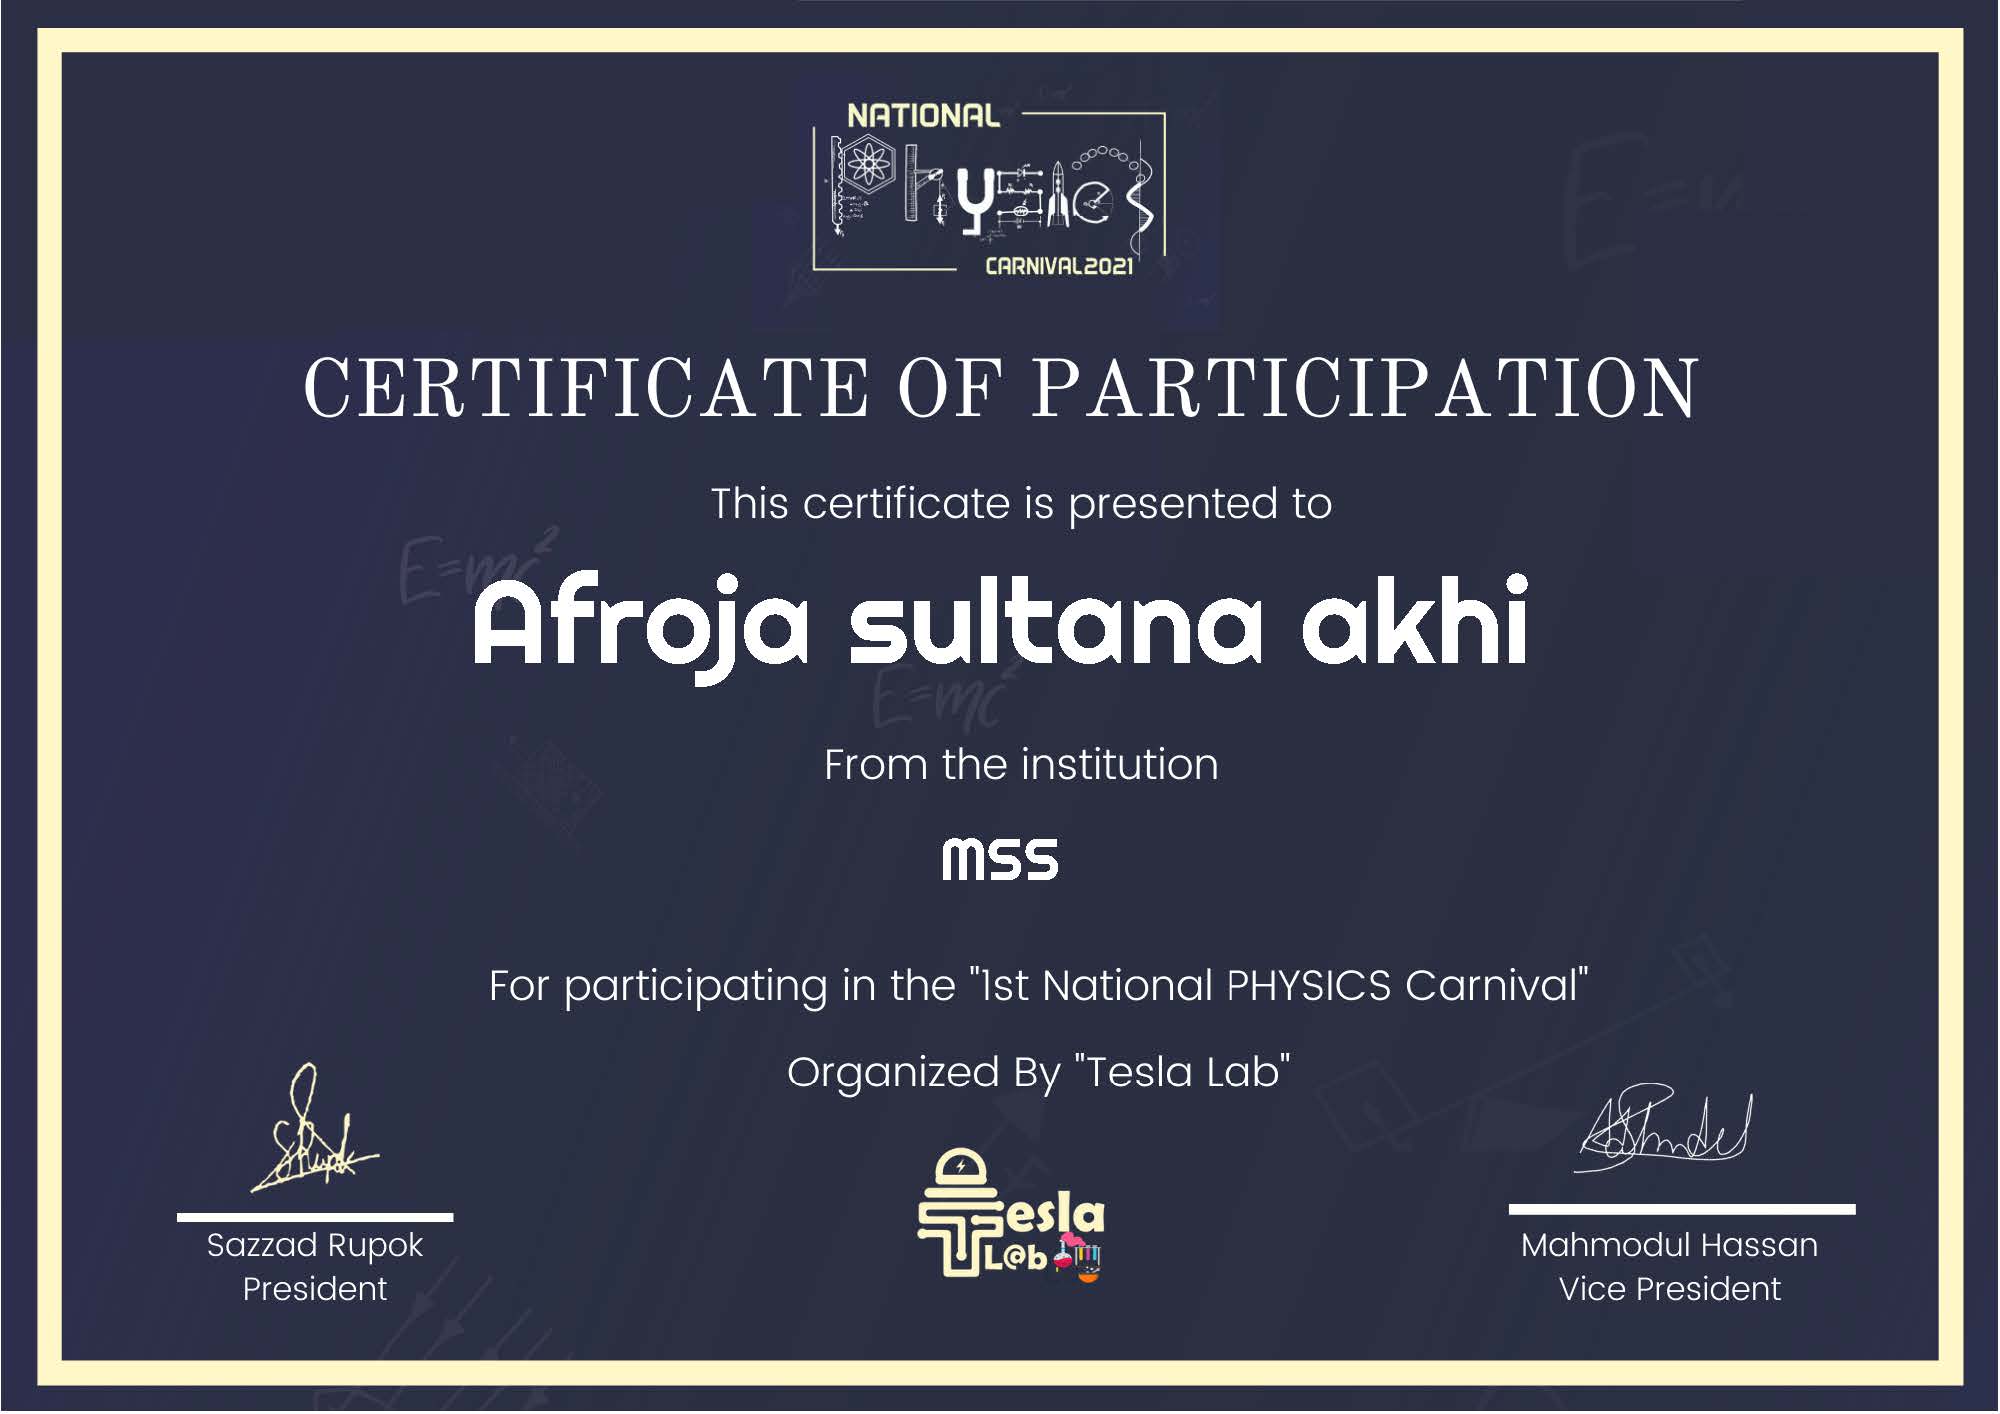 NATIONAL
Physics
CARNIVAL2021
CERTIFICATE OF PARTICIPATION
This certificate is presented to
E=mc²
Afroja sultana akhi
E=mc²
From the institution
mss
For participating in the "1st National PHYSICS Carnival"
Organized By "Tesla Lab"
Tesla
L@b
Sazzad Rupok
President
Mahmodul Hassan
Vice President